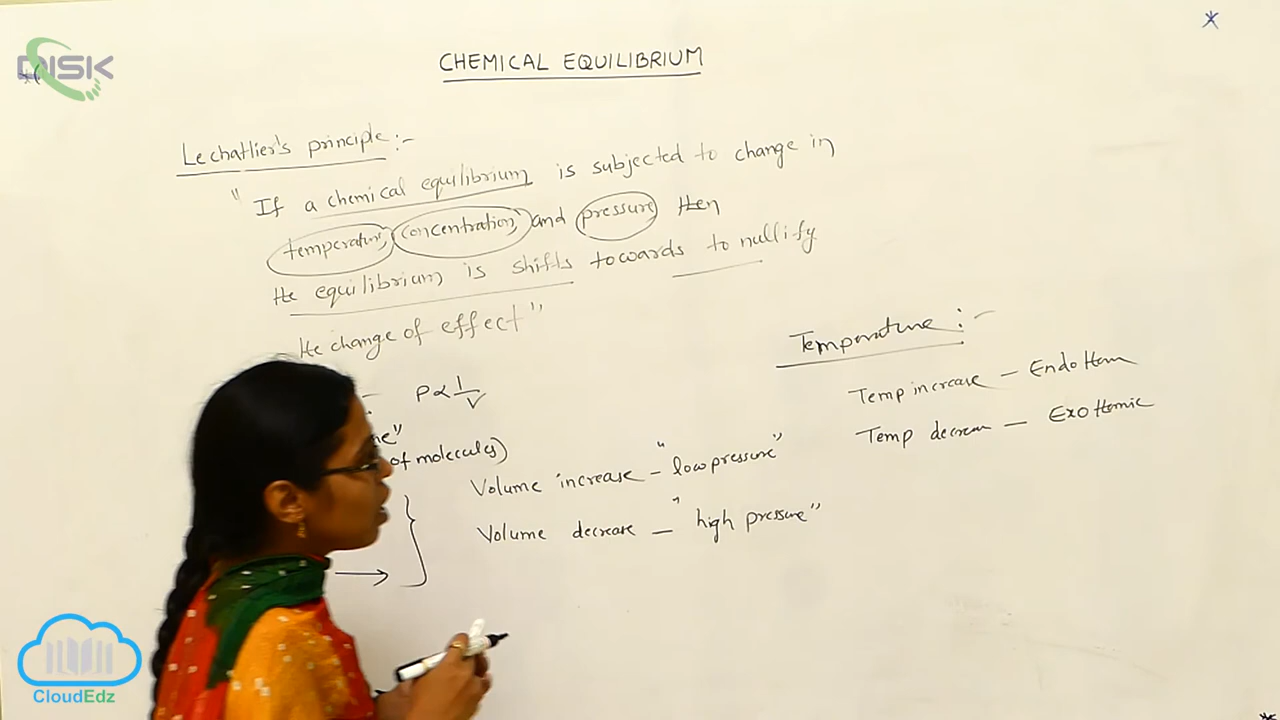 DISK
CHEMICAL EQUILIBRIUM
Lechatlier's principle:-
"If a chemical equilibrium is subjected to change in
temperature, concentration, and pressure then
the equilibrium is shifts towards to nullify
the change of effect"
P∝1/V
of molecules)
Volume increase – "low pressure"
Volume decrease – "high pressure"
→
Temperature:-
Temp increase – Endotherm
Temp decrease – Exothermic
CloudEdz